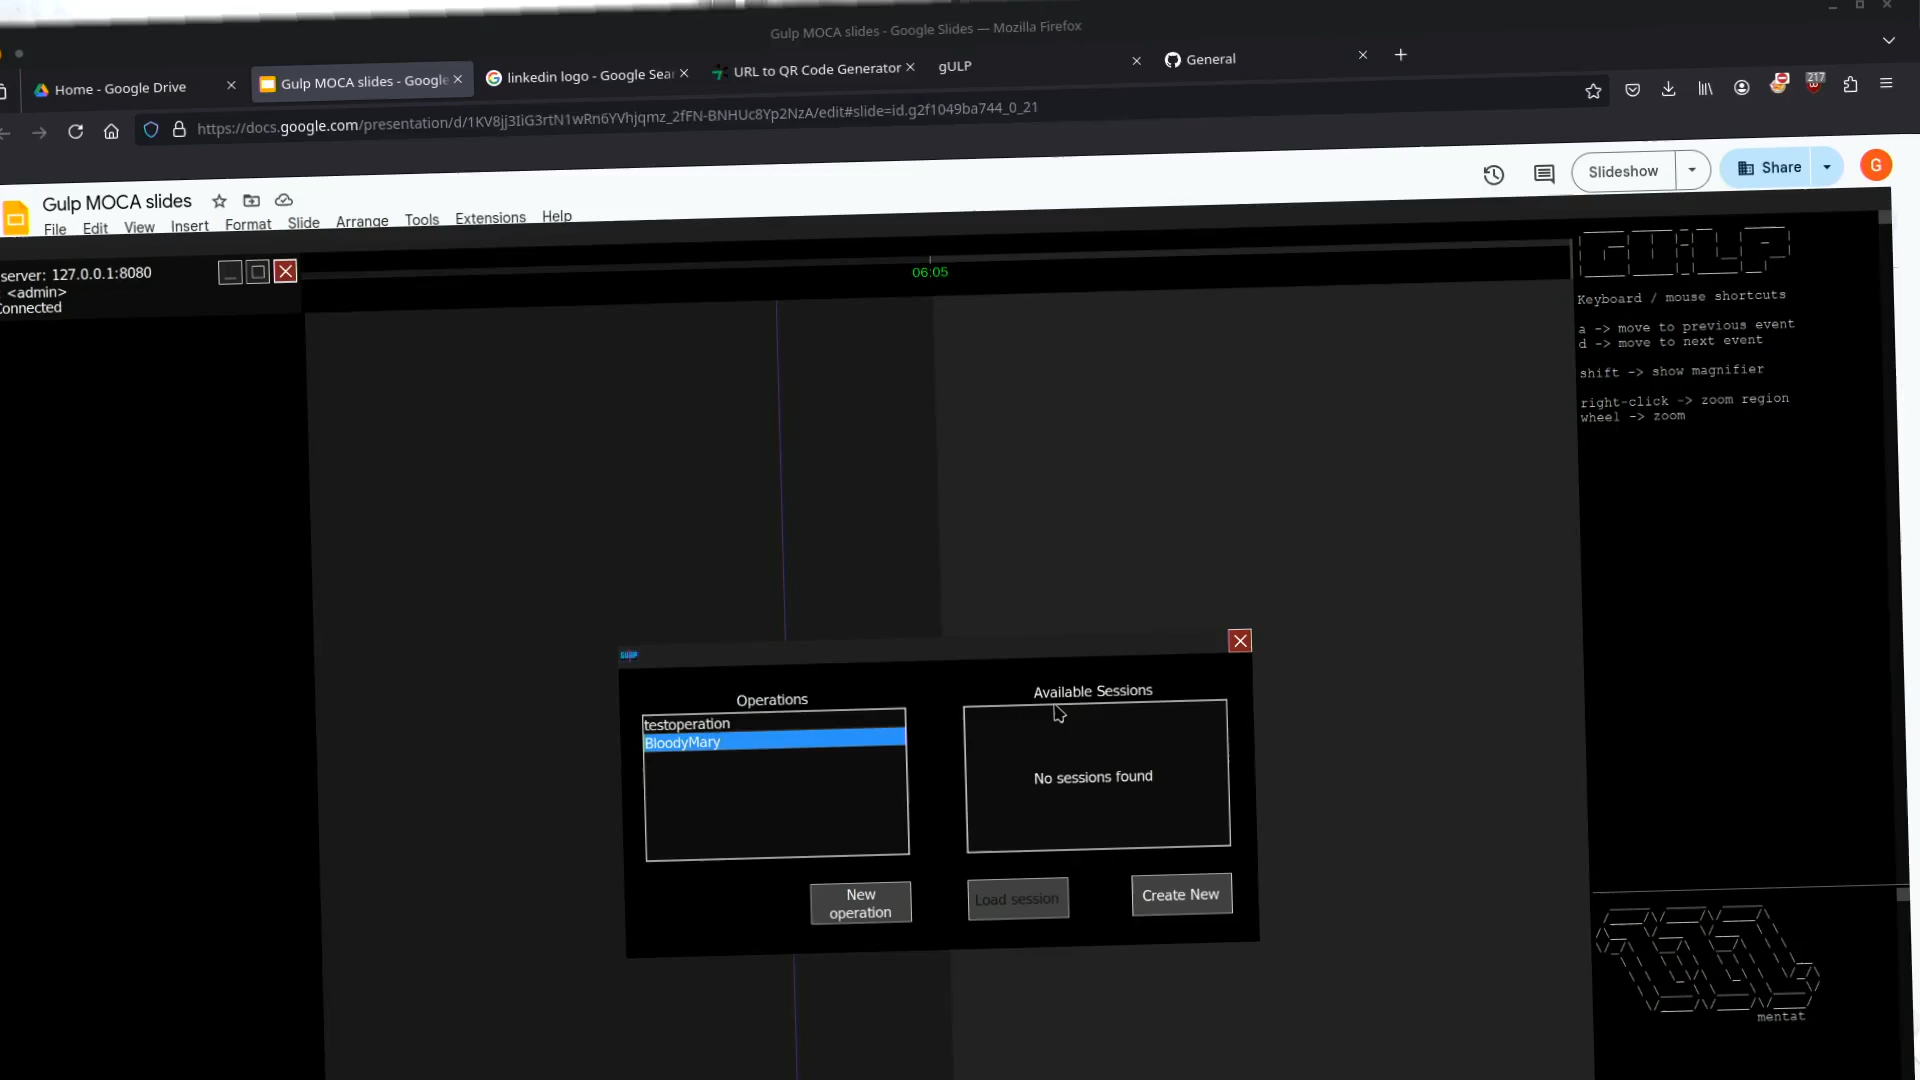 Gulp MOCA slides - Google Slides — Mozilla Firefox
Home - Google Drive
Gulp MOCA slides - Google
linkedin logo - Google Sear
URL to QR Code Generator
gULP
General
217
https://docs.google.com/presentation/d/1KV8jj3IiG3rtN1wRn6YVhjqmz_2fFN-BNHUc8Yp2NzA/edit#slide=id.g2f1049ba744_0_21
Gulp MOCA slides
Slideshow
Share
G
File Edit View Insert Format Slide Arrange Tools Extensions Help
server: 127.0.0.1:8080
<admin>
Connected
06:05
Keyboard / mouse shortcuts
a -> move to previous event
d -> move to next event
shift -> show magnifier
right-click -> zoom region
wheel -> zoom
GULP
Operations
testoperation
BloodyMary
New
operation
Available Sessions
No sessions found
Load session
Create New
mentat